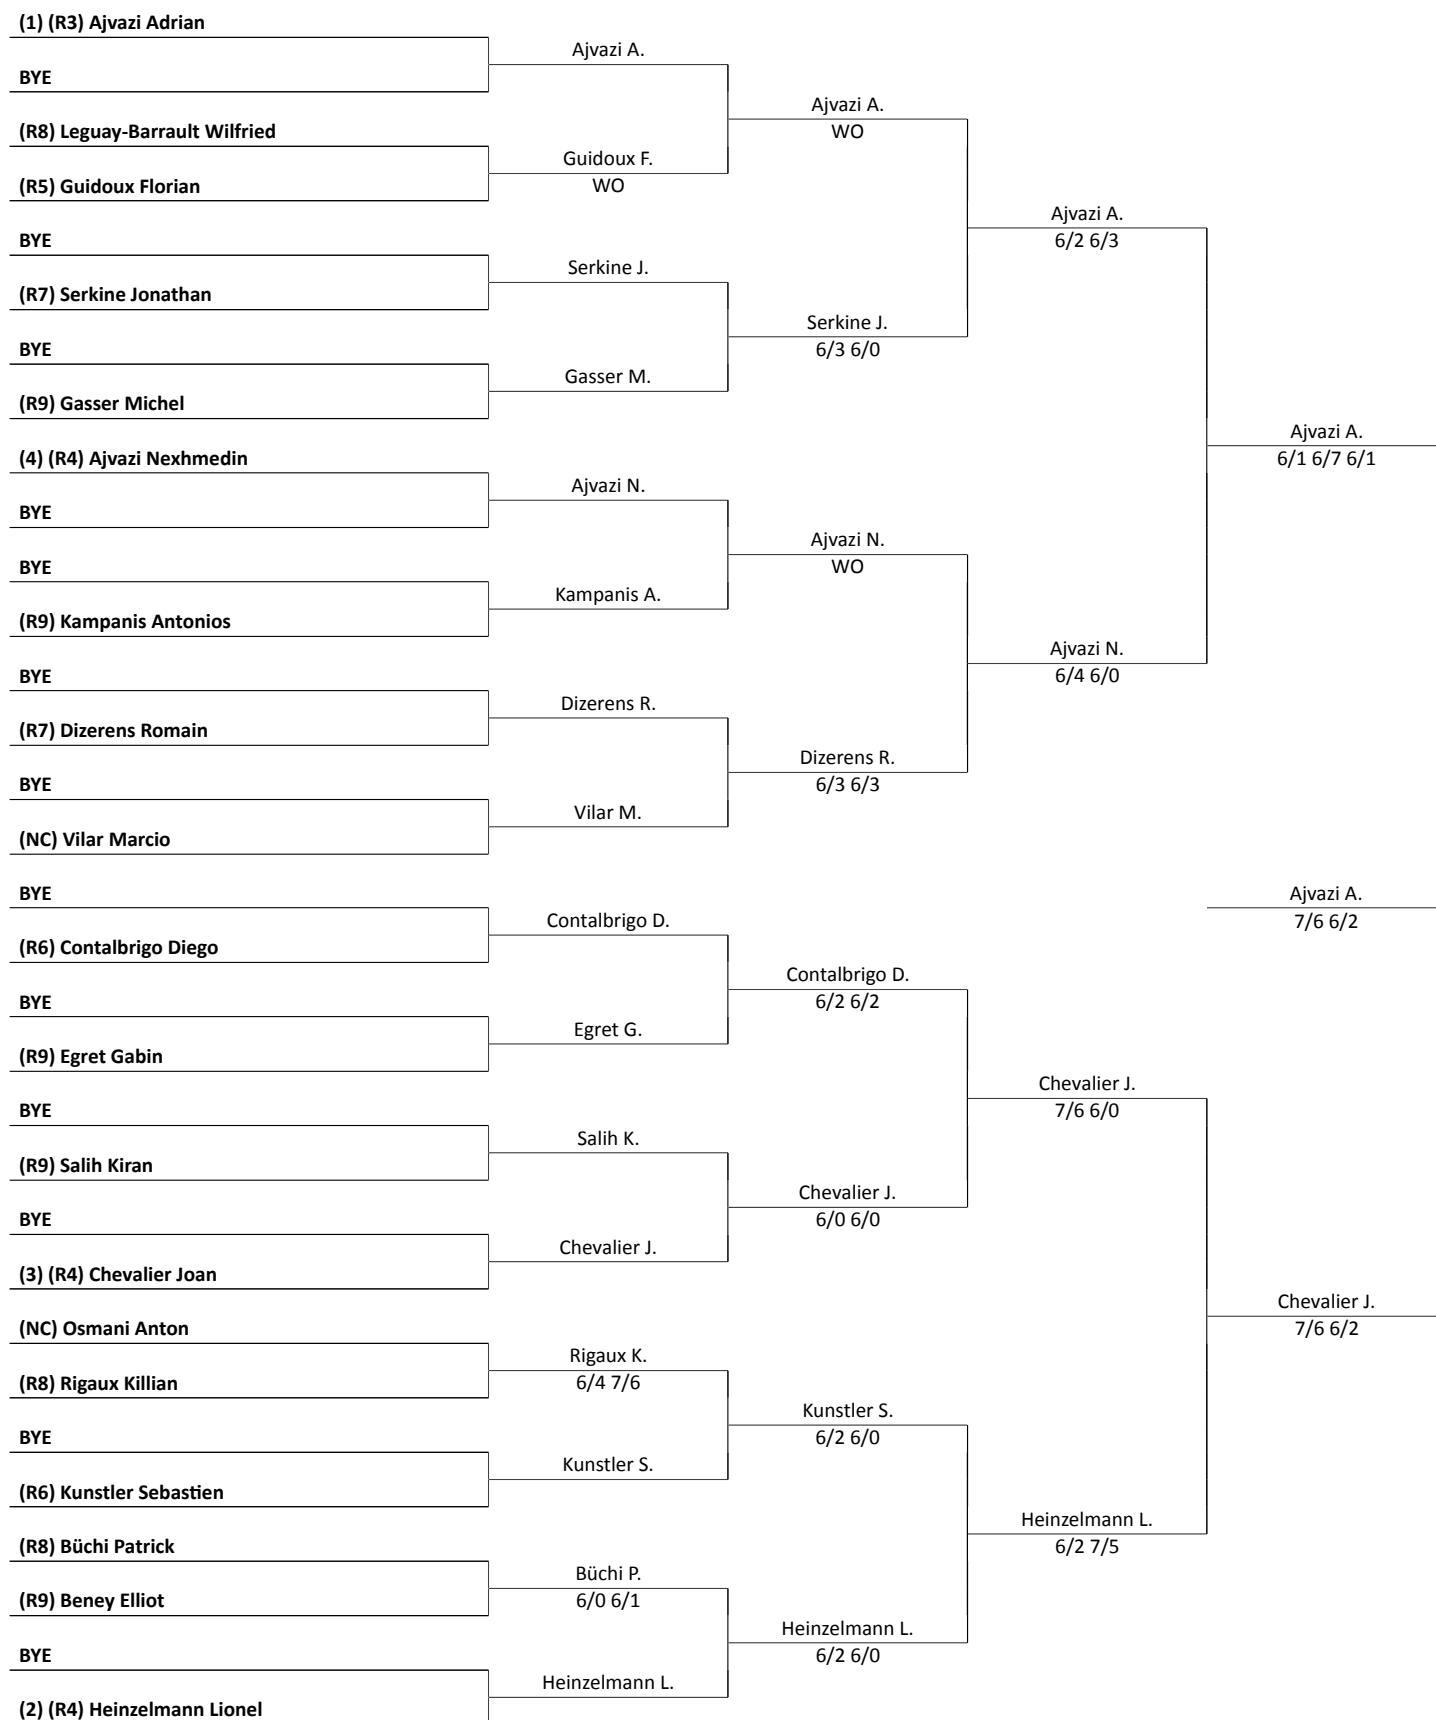 (1) (R3) Ajvazi Adrian
Ajvazi A.
BYE
Ajvazi A.
WO
(R8) Leguay-Barrault Wilfried
Guidoux F.
WO
(R5) Guidoux Florian
Ajvazi A.
6/2 6/3
BYE
Serkine J.
(R7) Serkine Jonathan
Serkine J.
6/3 6/0
BYE
Gasser M.
(R9) Gasser Michel
Ajvazi A.
6/1 6/7 6/1
(4) (R4) Ajvazi Nexhmedin
Ajvazi N.
BYE
Ajvazi N.
WO
BYE
Kampanis A.
(R9) Kampanis Antonios
Ajvazi N.
6/4 6/0
BYE
Dizerens R.
(R7) Dizerens Romain
Dizerens R.
6/3 6/3
BYE
Vilar M.
(NC) Vilar Marcio
BYE
Ajvazi A.
7/6 6/2
Contalbrigo D.
(R6) Contalbrigo Diego
Contalbrigo D.
6/2 6/2
BYE
Egret G.
(R9) Egret Gabin
Chevalier J.
7/6 6/0
BYE
Salih K.
(R9) Salih Kiran
Chevalier J.
6/0 6/0
BYE
Chevalier J.
(3) (R4) Chevalier Joan
Chevalier J.
7/6 6/2
(NC) Osmani Anton
Rigaux K.
6/4 7/6
(R8) Rigaux Killian
Kunstler S.
6/2 6/0
BYE
Kunstler S.
(R6) Kunstler Sebastien
Heinzelmann L.
6/2 7/5
(R8) Büchi Patrick
Büchi P.
6/0 6/1
(R9) Beney Elliot
Heinzelmann L.
6/2 6/0
BYE
Heinzelmann L.
(2) (R4) Heinzelmann Lionel